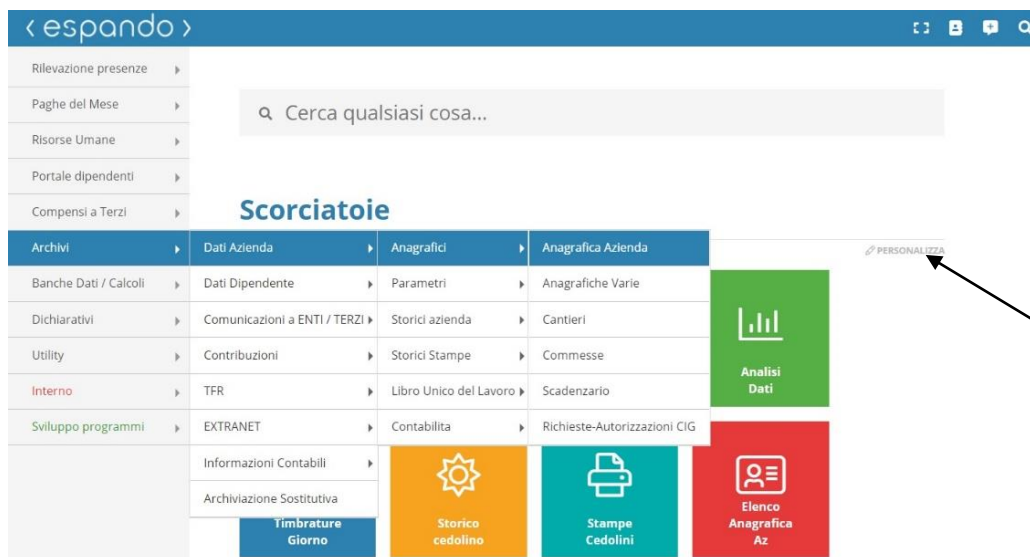 <espando>
Rilevazione presenze
Paghe del Mese
Risorse Umane
Portale dipendenti
Compensi a Terzi
Archivi
Banche Dati / Calcoli
Dichiarativi
Utility
Interno
Sviluppo programmi
Cerca qualsiasi cosa...
Scorciatoie
PERSONALIZZA
Dati Azienda
Dati Dipendente
Comunicazioni a ENTI / TERZI
Contribuzioni
TFR
EXTRANET
Informazioni Contabili
Archiviazione Sostitutiva
Anagrafici
Parametri
Storici azienda
Storici Stampe
Libro Unico del Lavoro
Contabilita
Anagrafica Azienda
Anagrafiche Varie
Cantieri
Commesse
Scadenzario
Richieste-Autorizzazioni CIG
Analisi
Dati
Timbrature
Giorno
Storico
cedolino
Stampe
Cedolini
Elenco
Anagrafica
Az